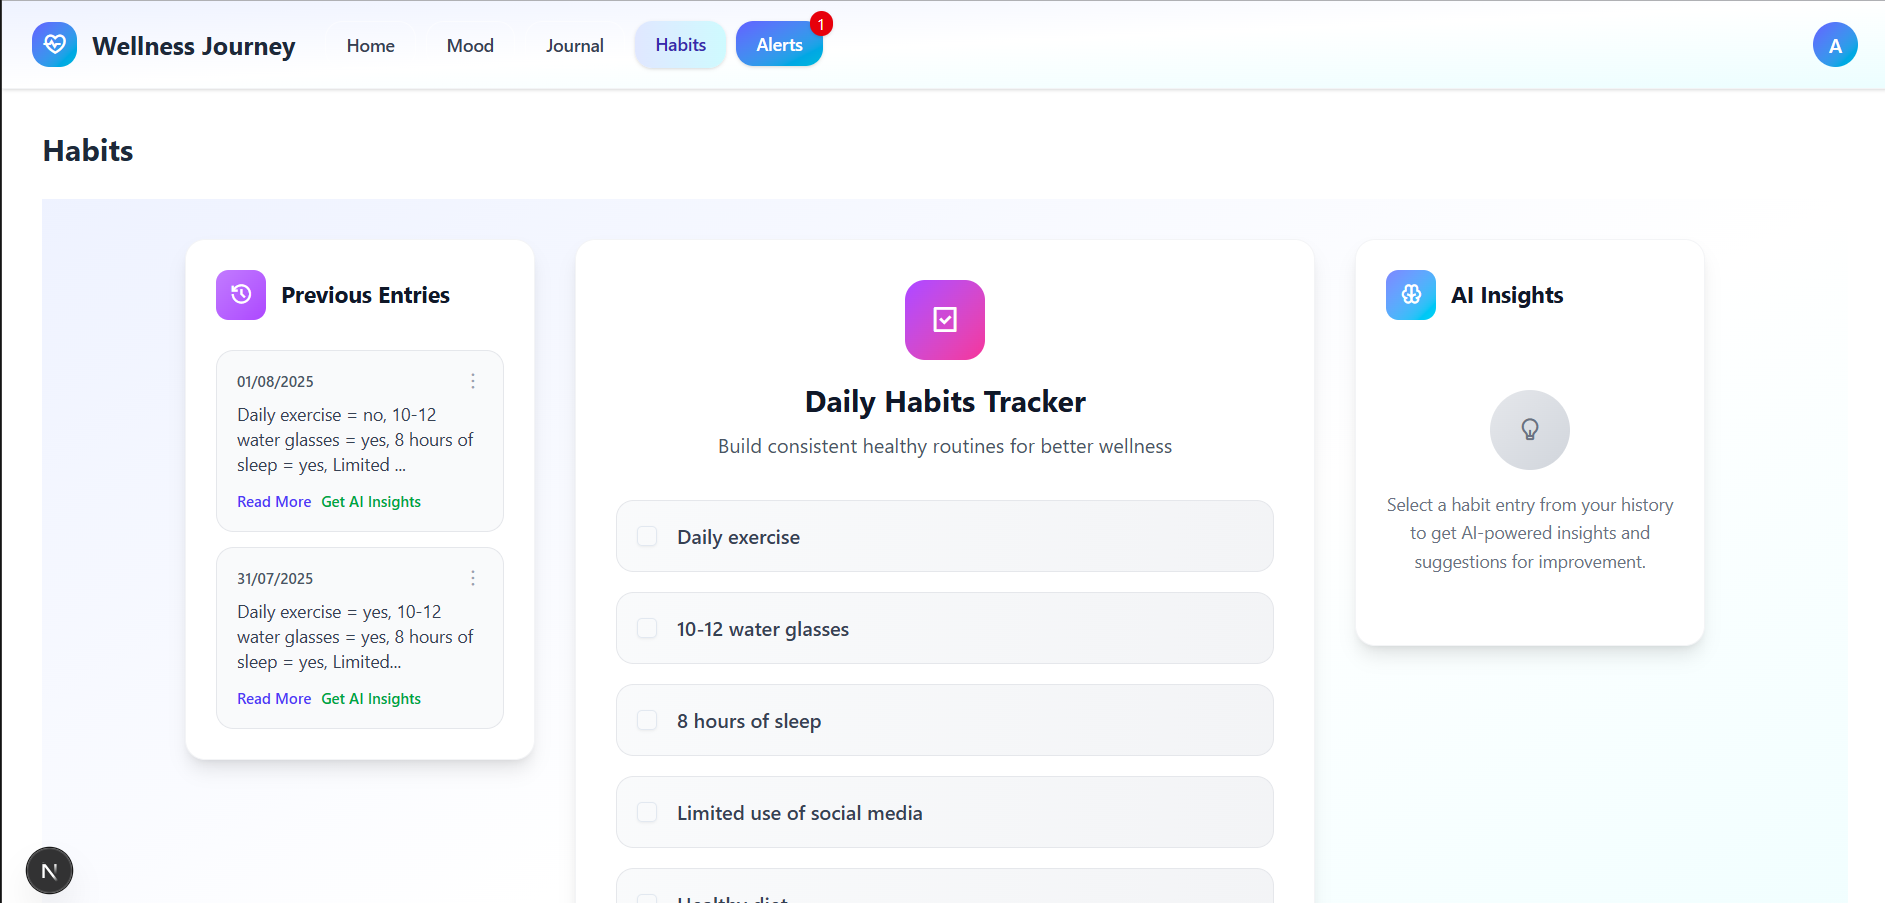 Wellness Journey
Home
Mood
Journal
Habits
Alerts
1
A
Habits
Previous Entries
01/08/2025
Daily exercise = no, 10-12
water glasses = yes, 8 hours of
sleep = yes, Limited ...
Read More Get AI Insights
31/07/2025
Daily exercise = yes, 10-12
water glasses = yes, 8 hours of
sleep = yes, Limited...
Read More Get AI Insights
Daily Habits Tracker
Build consistent healthy routines for better wellness
Daily exercise
10-12 water glasses
8 hours of sleep
Limited use of social media
Healthy diet
AI Insights
Select a habit entry from your history
to get AI-powered insights and
suggestions for improvement.
N